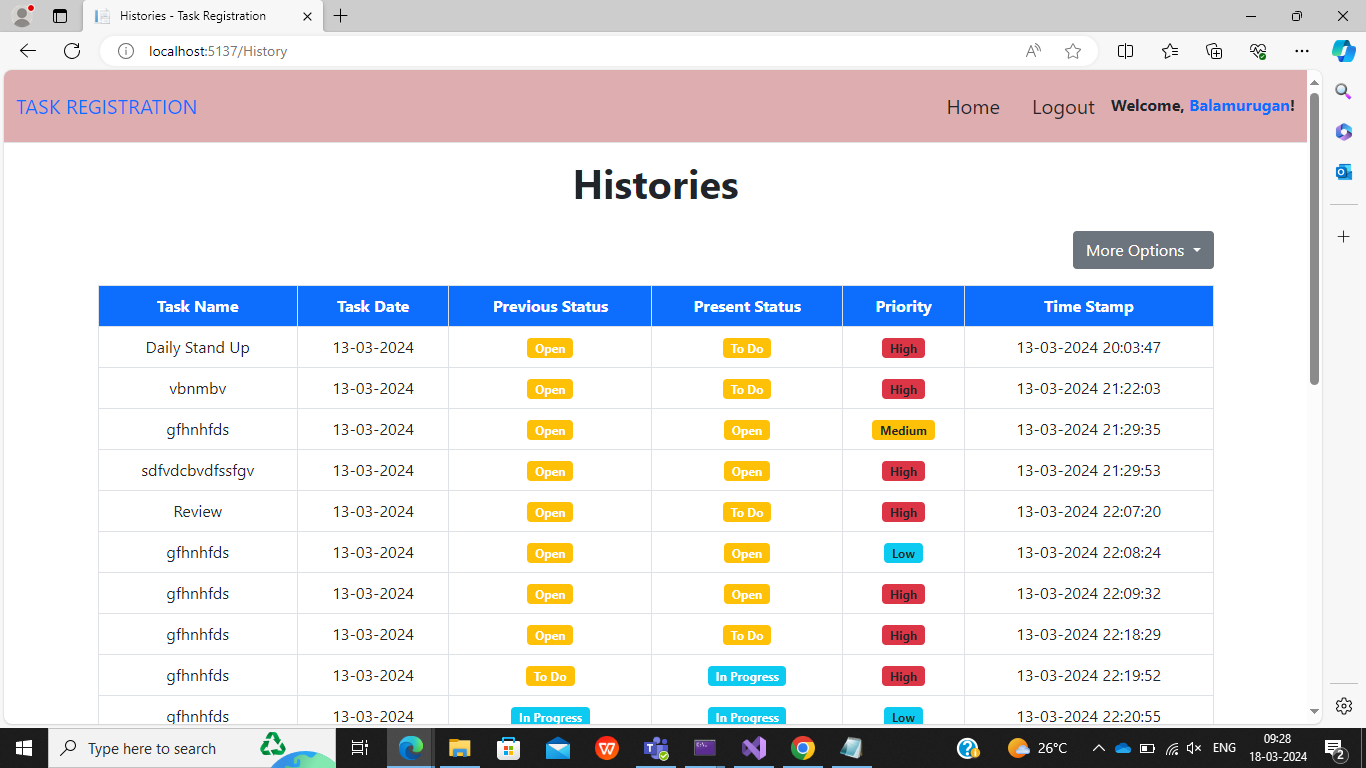 Histories - Task Registration
localhost:5137/History
TASK REGISTRATION Home Logout Welcome, Balamurugan!
Histories
More Options
Task Name Task Date Previous Status Present Status Priority Time Stamp
Daily Stand Up 13-03-2024 Open To Do High 13-03-2024 20:03:47
vbnmbv 13-03-2024 Open To Do High 13-03-2024 21:22:03
gfhnhfds 13-03-2024 Open Open Medium 13-03-2024 21:29:35
sdfvdcbvdfssfgv 13-03-2024 Open Open High 13-03-2024 21:29:53
Review 13-03-2024 Open To Do High 13-03-2024 22:07:20
gfhnhfds 13-03-2024 Open Open Low 13-03-2024 22:08:24
gfhnhfds 13-03-2024 Open Open High 13-03-2024 22:09:32
gfhnhfds 13-03-2024 Open To Do High 13-03-2024 22:18:29
gfhnhfds 13-03-2024 To Do In Progress High 13-03-2024 22:19:52
gfhnhfds 13-03-2024 In Progress In Progress Low 13-03-2024 22:20:55
Type here to search 26°C ENG 09:28
18-03-2024 2